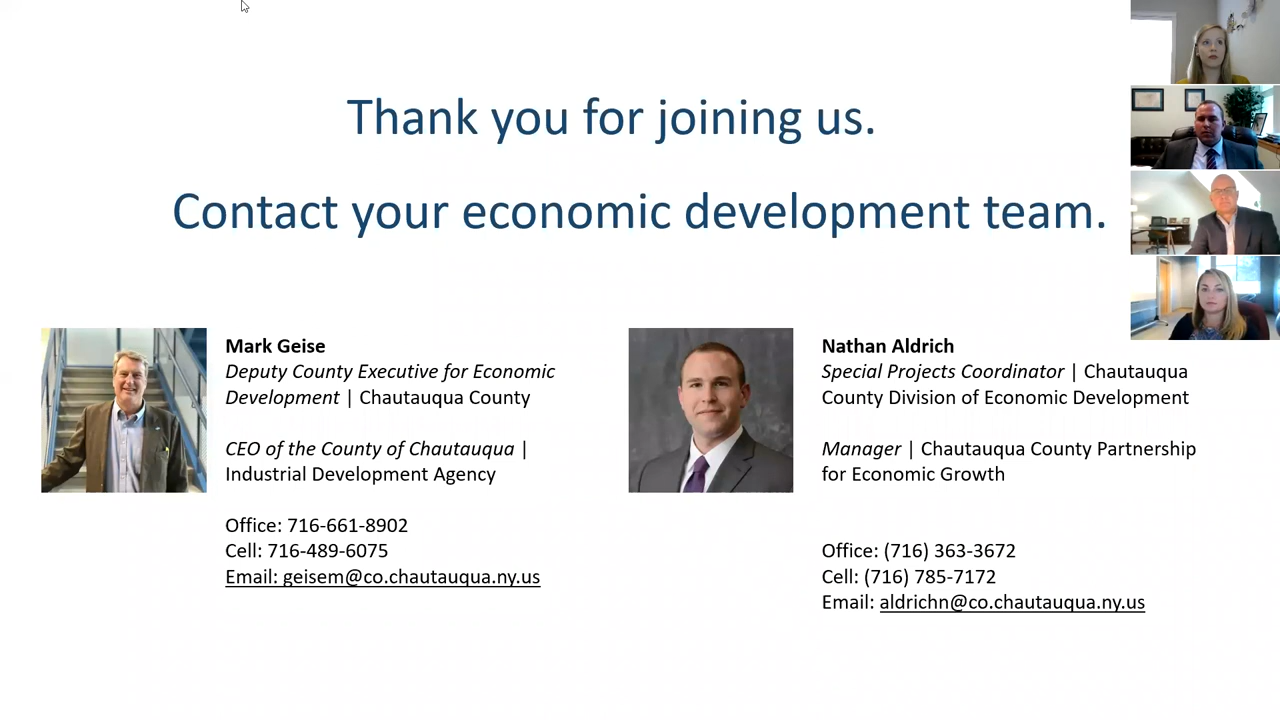 Thank you for joining us.
Contact your economic development team.
Mark Geise
Deputy County Executive for Economic
Development | Chautauqua County
CEO of the County of Chautauqua |
Industrial Development Agency
Office: 716-661-8902
Cell: 716-489-6075
Email: geisem@co.chautauqua.ny.us
Nathan Aldrich
Special Projects Coordinator | Chautauqua
County Division of Economic Development
Manager | Chautauqua County Partnership
for Economic Growth
Office: (716) 363-3672
Cell: (716) 785-7172
Email: aldrichn@co.chautauqua.ny.us